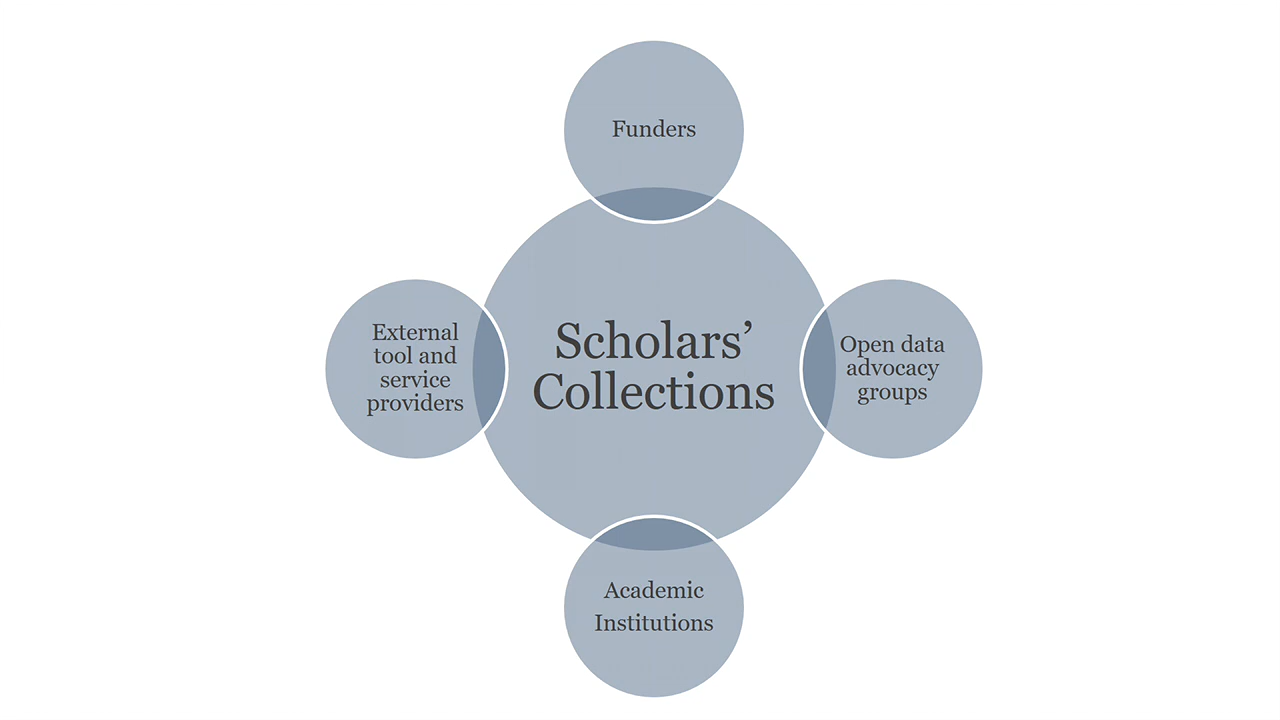 Funders
External
tool and
service
providers
Scholars’
Collections
Open data
advocacy
groups
Academic
Institutions